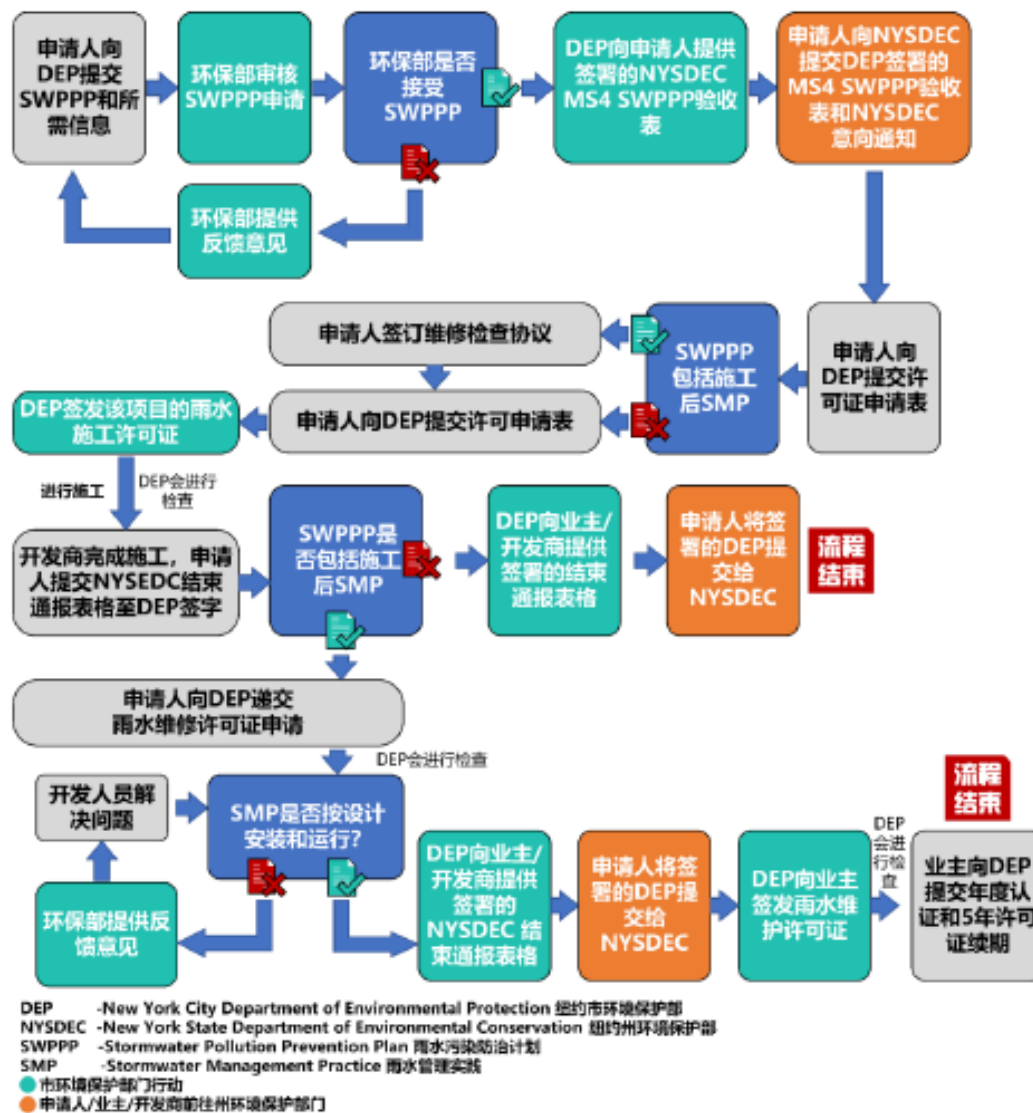 申请人向
DEP提交
SWPPP和所
需信息
环保部审核
SWPPP申请
环保部是否
接受
SWPPP
DEP向申请人提供
签署的NYSDEC
MS4 SWPPP验收
表
申请人向NYSDEC
提交DEP签署的
MS4 SWPPP验收
表和NYSDEC
意向通知
环保部提供
反馈意见
申请人向
DEP提交许
可证申请表
SWPPP
包括施工
后SMP
申请人签订维修检查协议
申请人向DEP提交许可申请表
DEP签发该项目的雨水
施工许可证
进行施工
DEP会进行
检查
开发商完成施工，申请
人提交NYSEDC结束
通报表格至DEP签字
SWPPP是
否包括施工
后SMP
DEP向业主/
开发商提供
签署的结束
通报表格
申请人将签
署的DEP提
交给
NYSDEC
流程
结束
申请人向DEP递交
雨水维修许可证申请
DEP会进行检查
开发人员解
决问题
SMP是否按设计
安装和运行?
环保部提供反
馈意见
DEP向业主/
开发商提供
签署的
NYSDEC 结
束通报表格
申请人将签
署的DEP提
交给
NYSDEC
DEP向业主
签发雨水维
护许可证
DEP
会进
行检
查
流程
结束
业主向DEP
提交年度认
证和5年许可
证续期
DEP -New York City Department of Environmental Protection 纽约市环境保护部
NYSDEC -New York State Department of Environmental Conservation 纽约州环境保护部
SWPPP -Stormwater Pollution Prevention Plan 雨水污染防治计划
SMP -Stormwater Management Practice 雨水管理实践
市环境保护部门行动
申请人/业主/开发商前往州环境保护部门